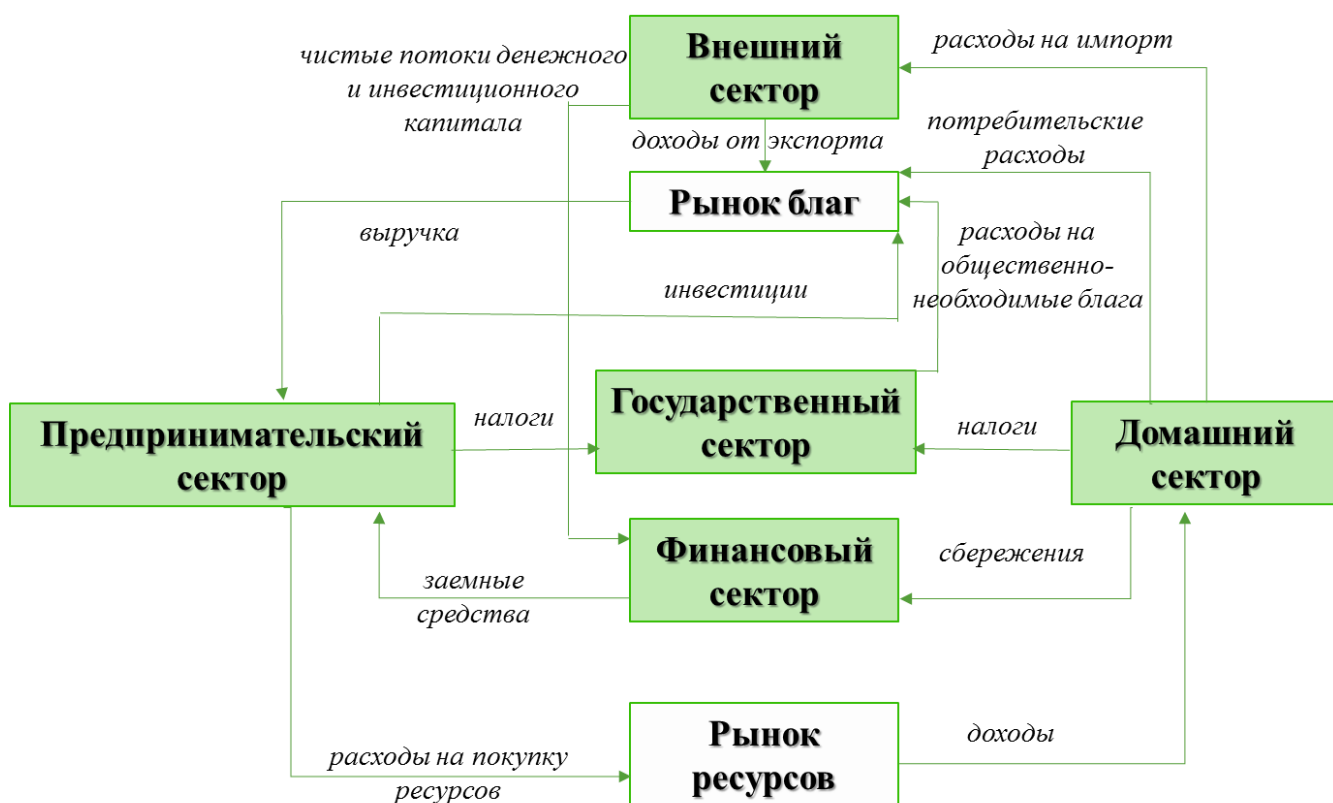 чистые потоки денежного
и инвестиционного
капитала
Внешний
сектор
расходы на импорт
доходы от экспорта
потребительские
расходы
Рынок благ
выручка
расходы на
общественно-
необходимые блага
инвестиции
Предпринимательский
сектор
налоги
Государственный
сектор
налоги
Домашний
сектор
Финансовый
сектор
сбережения
заемные
средства
расходы на покупку
ресурсов
Рынок
ресурсов
доходы